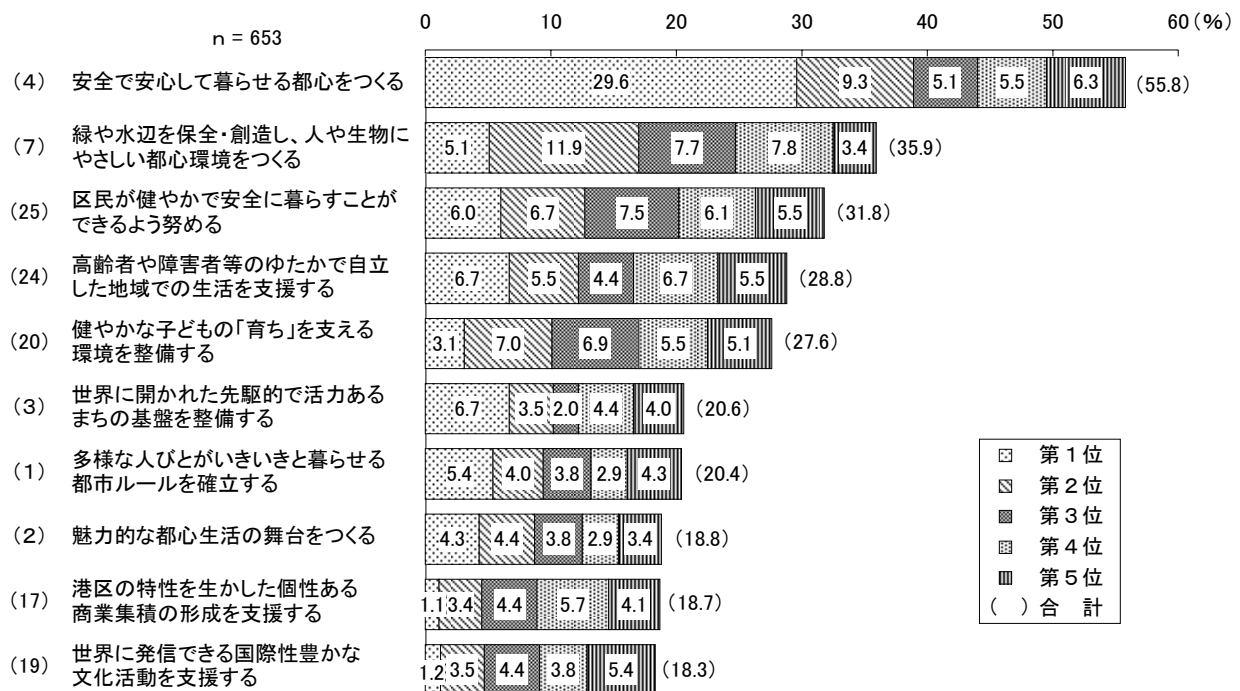 0 10 20 30 40 50 60 (%)
n = 653
(4) 安全で安心して暮らせる都心をつくる 29.6 9.3 5.1 5.5 6.3 (55.8)
(7) 緑や水辺を保全・創造し、人や生物に
やさしい都心環境をつくる 5.1 11.9 7.7 7.8 3.4 (35.9)
(25) 区民が健やかで安全に暮らすことが
できるよう努める 6.0 6.7 7.5 6.1 5.5 (31.8)
(24) 高齢者や障害者等のゆたかで自立
した地域での生活を支援する 6.7 5.5 4.4 6.7 5.5 (28.8)
(20) 健やかな子どもの「育ち」を支える
環境を整備する 3.1 7.0 6.9 5.5 5.1 (27.6)
(3) 世界に開かれた先駆的で活力ある
まちの基盤を整備する 6.7 3.5 2.0 4.4 4.0 (20.6)
(1) 多様な人びとがいきいきと暮らせる
都市ルールを確立する 5.4 4.0 3.8 2.9 4.3 (20.4)
(2) 魅力的な都心生活の舞台をつくる 4.3 4.4 3.8 2.9 3.4 (18.8)
(17) 港区の特性を生かした個性ある
商業集積の形成を支援する 1.1 3.4 4.4 5.7 4.1 (18.7)
(19) 世界に発信できる国際性豊かな
文化活動を支援する 1.2 3.5 4.4 3.8 5.4 (18.3)
第1位
第2位
第3位
第4位
第5位
( ) 合 計